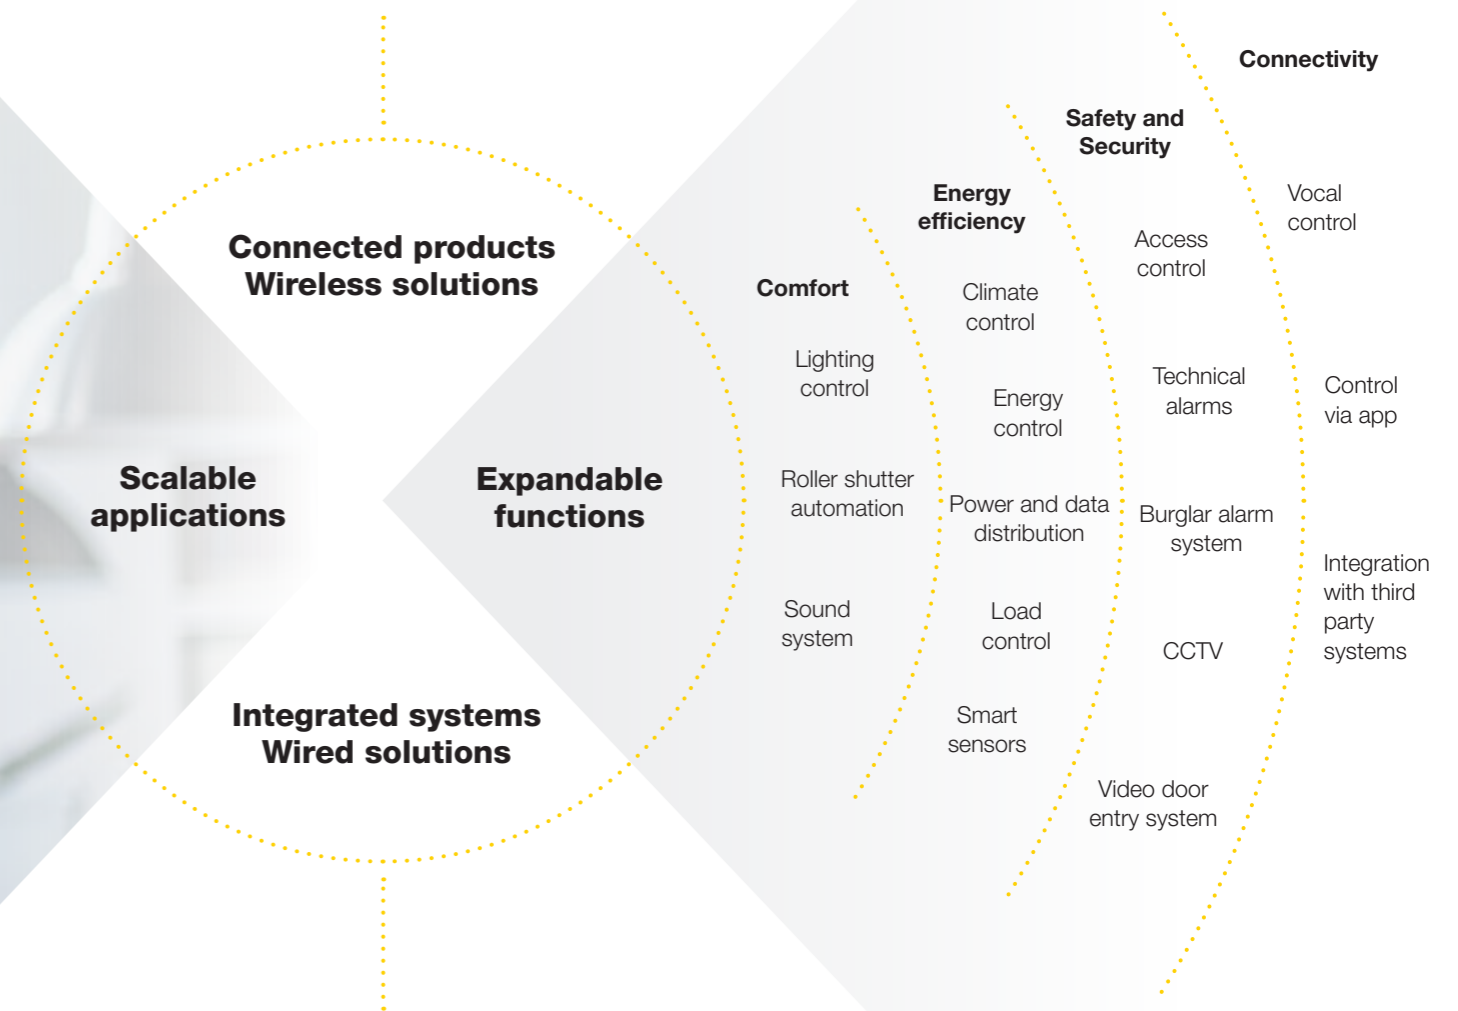 Connected products
Wireless solutions
Scalable
applications
Expandable
functions
Integrated systems
Wired solutions
Comfort
Lighting
control
Roller shutter
automation
Sound
system
Energy
efficiency
Climate
control
Energy
control
Power and data
distribution
Load
control
Smart
sensors
Safety and
Security
Access
control
Technical
alarms
Burglar alarm
system
CCTV
Video door
entry system
Connectivity
Vocal
control
Control
via app
Integration
with third
party
systems